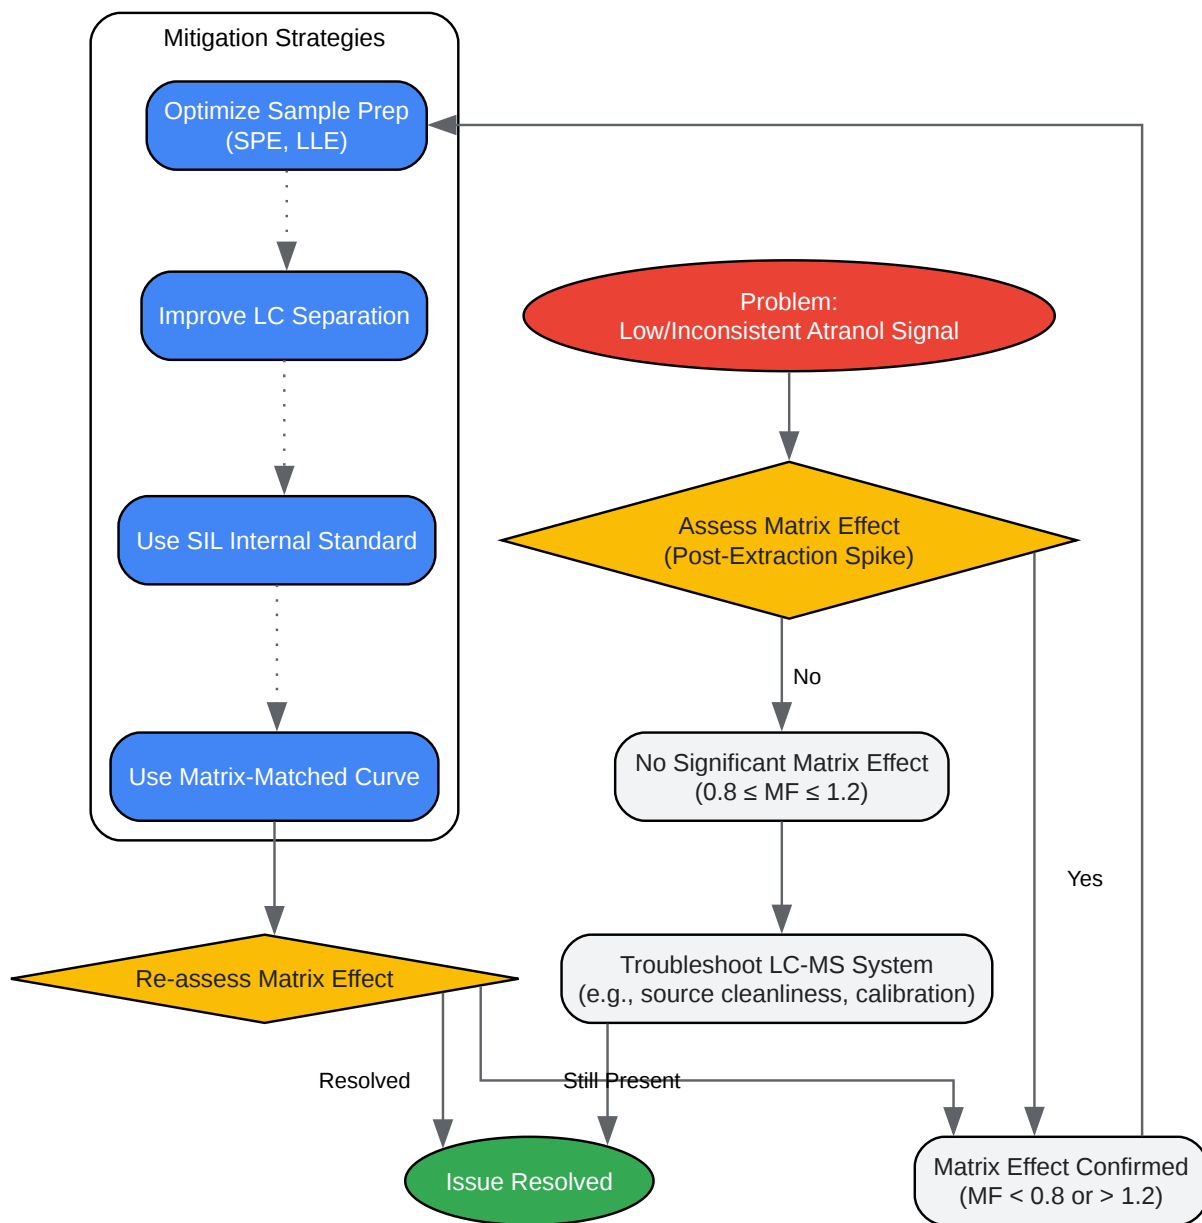 Mitigation Strategies
Optimize Sample Prep
(SPE, LLE)
Improve LC Separation
Use SIL Internal Standard
Use Matrix-Matched Curve
Problem:
Low/Inconsistent Atranol Signal
Assess Matrix Effect
(Post-Extraction Spike)
No
No Significant Matrix Effect
(0.8 ≤ MF ≤ 1.2)
Yes
Troubleshoot LC-MS System
(e.g., source cleanliness, calibration)
Re-assess Matrix Effect
Resolved
Still Present
Issue Resolved
Matrix Effect Confirmed
(MF < 0.8 or > 1.2)